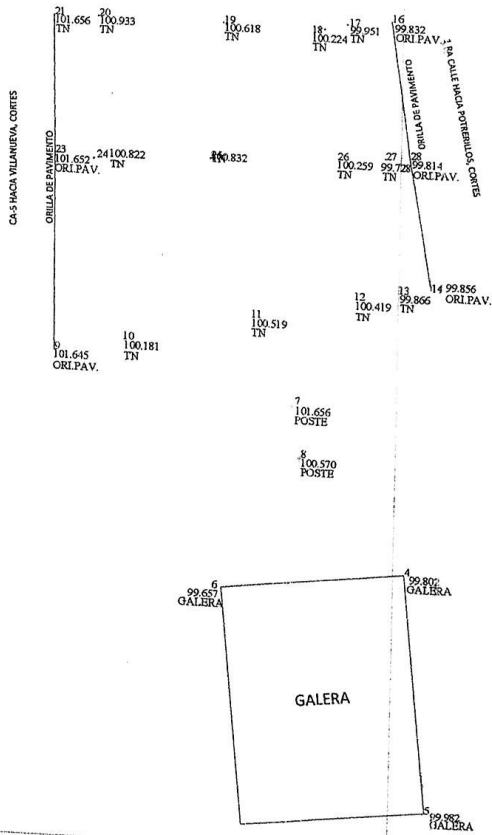 21
101.656
TN
20
100.933
TN
19
100.618
TN
18
100.224
TN
17
99.951
TN
16
99.832
ORI.PAV.
CA-5 HACIA VILLANUEVA, CORTES
ORILLA DE PAVIMENTO
ORILLA DE PAVIMENTO
RA CALLE HACIA POTRERILLOS, CORTES
23
101.652
ORI.PAV.
24 100.822
TN
100.832
26
100.259
TN
27
99.728
TN
28
99.814
ORI.PAV.
14 99.856
ORI.PAV.
13
99.866
TN
12
100.419
TN
11
100.519
TN
10
100.181
TN
9
101.645
ORI.PAV.
7
101.656
POSTE
8
100.570
POSTE
6
99.657
GALERA
4
99.802
GALERA
GALERA
5
99.982
GALERA